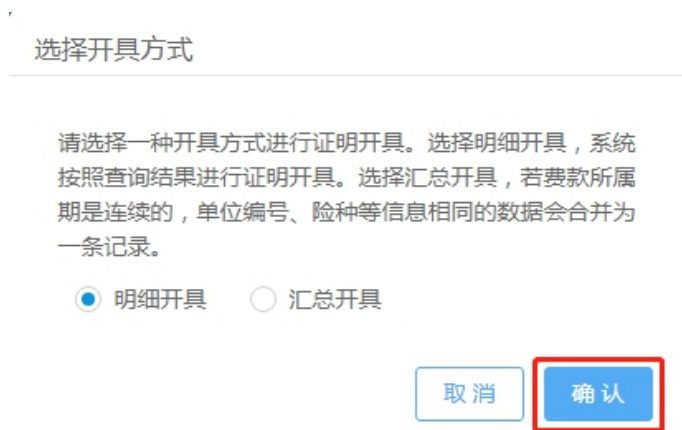 选择开具方式
请选择一种开具方式进行证明开具。选择明细开具，系统
按照查询结果进行证明开具。选择汇总开具，若费款所属
期是连续的，单位编号、险种等信息相同的数据会合并为
一条记录。
明细开具 汇总开具
取消 确认